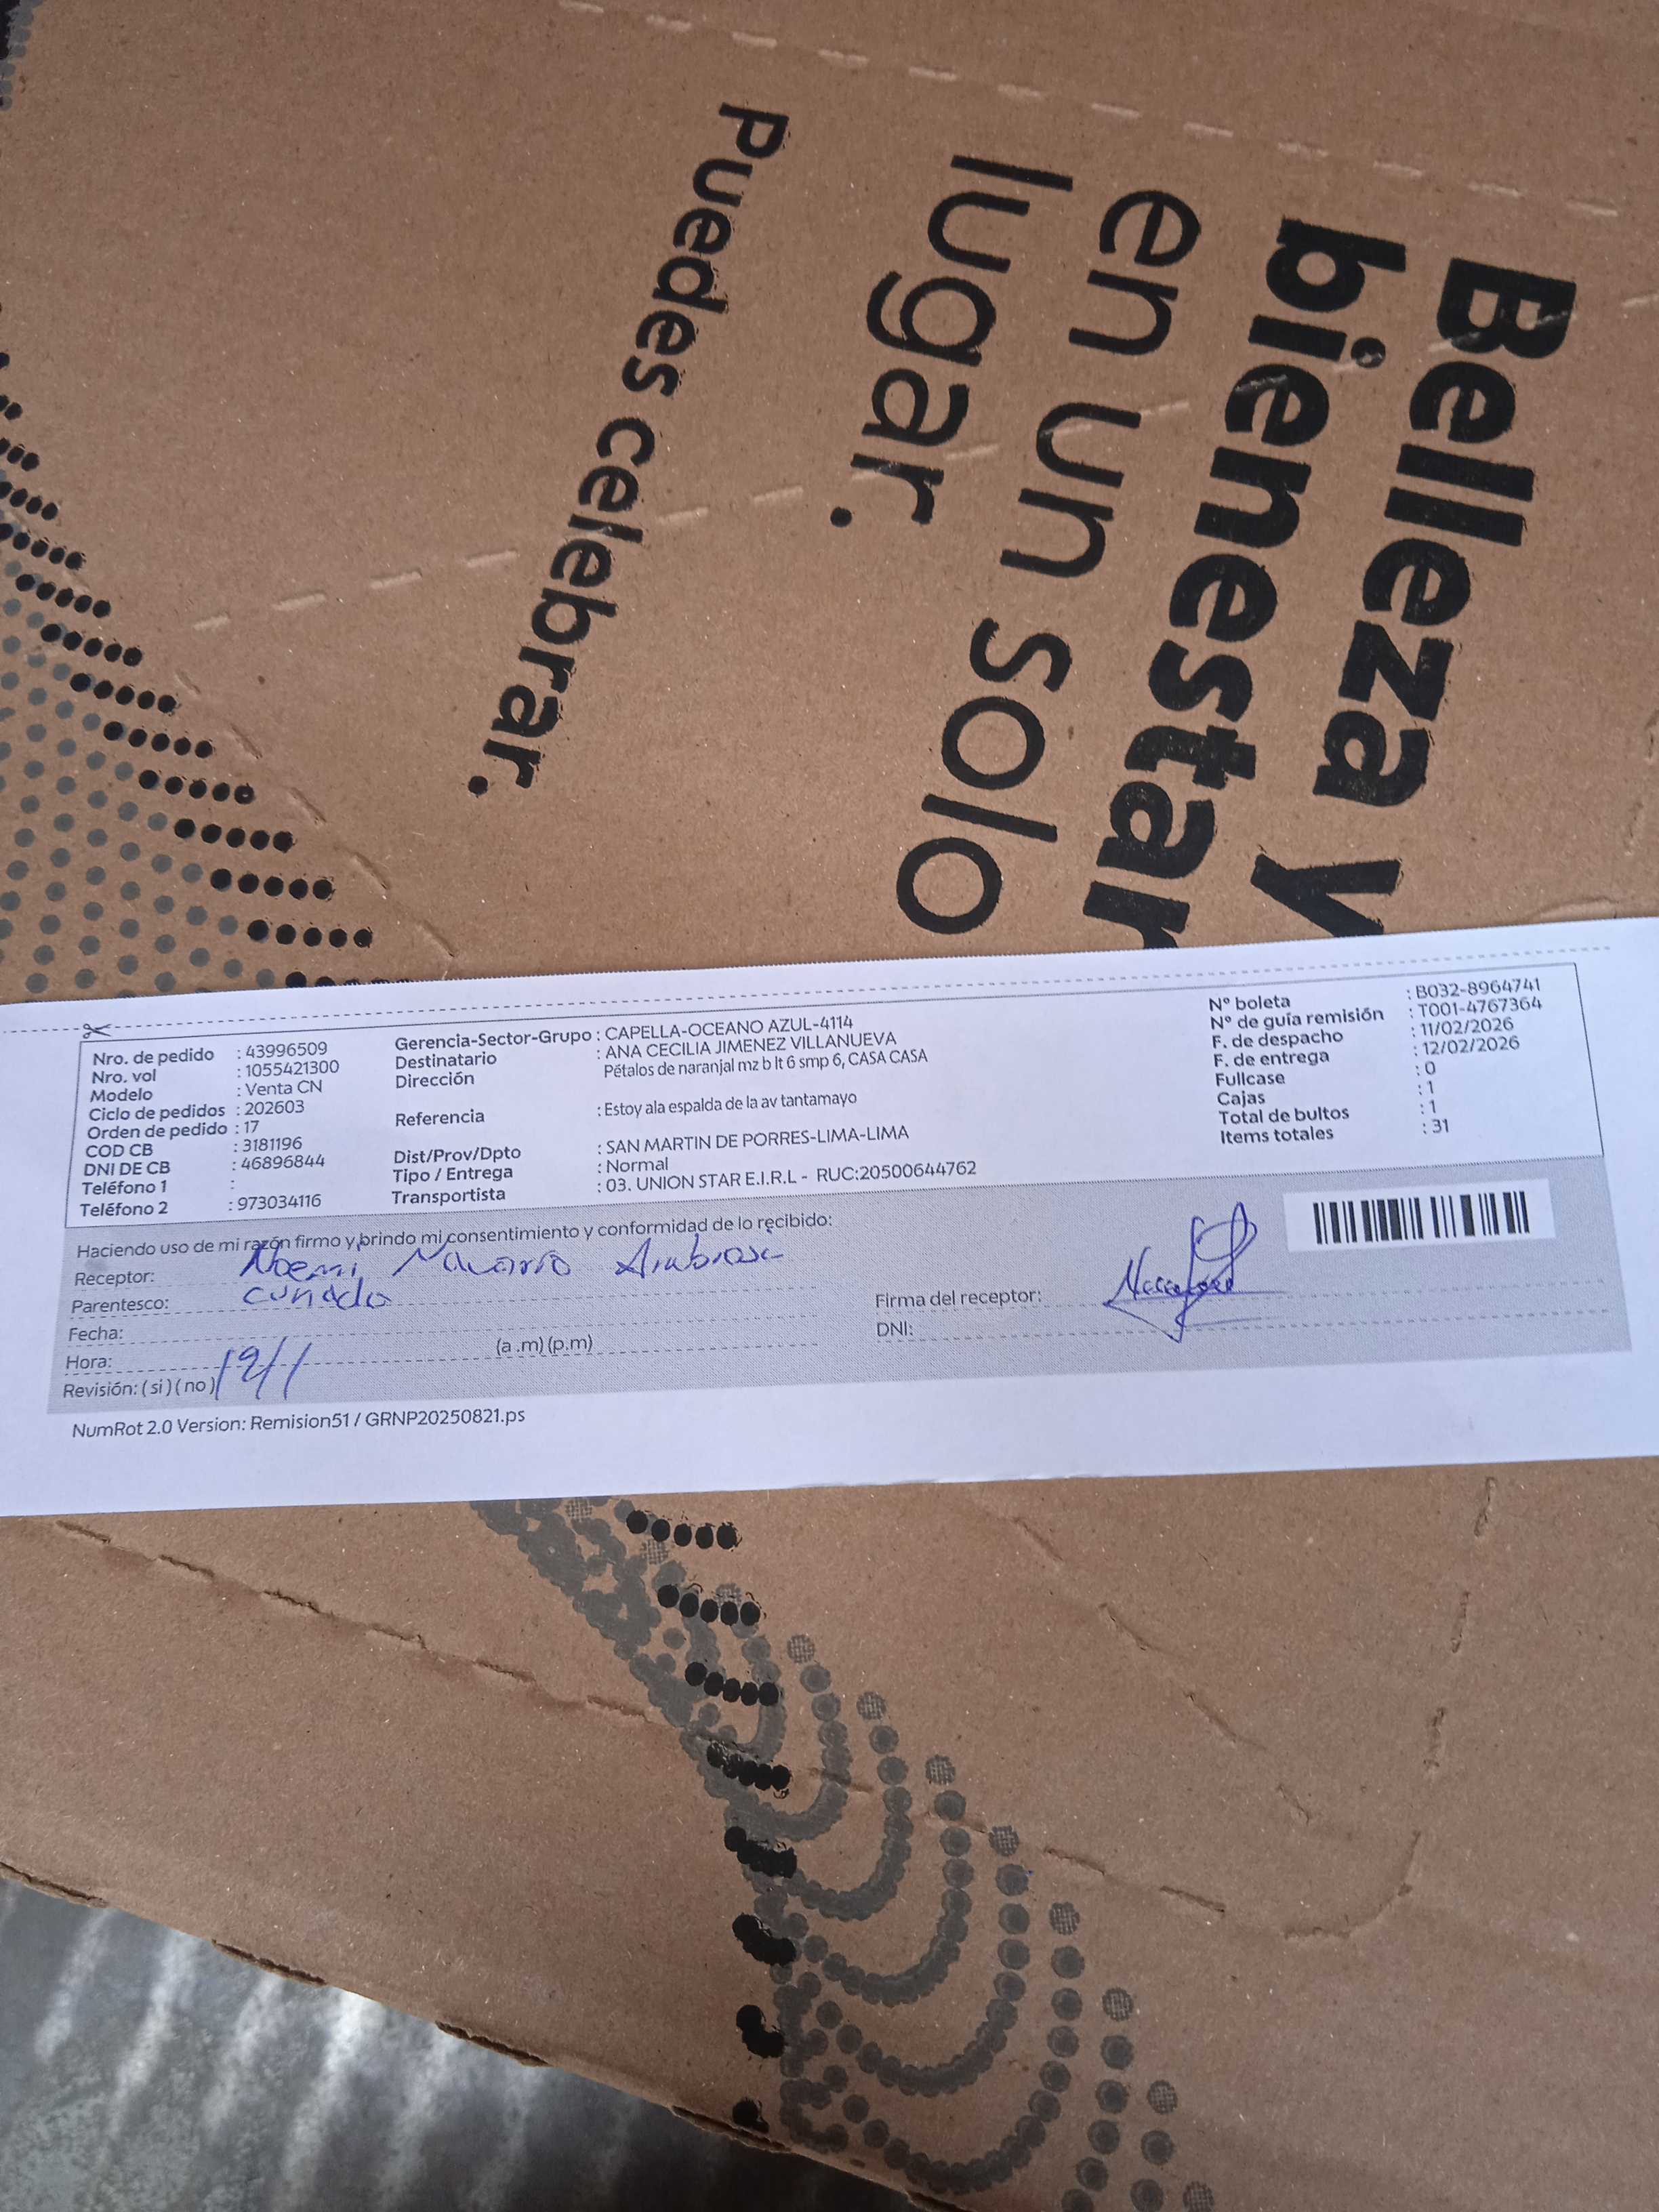 Belleza y
bienestar
en un solo
lugar.
Puedes celebrar.
Nro. de pedido : 43996509
Nro. vol : 1055421300
Modelo : Venta CN
Ciclo de pedidos : 202603
Orden de pedido : 17
COD CB : 3181196
DNI DE CB : 46896844
Teléfono 1 :
Teléfono 2 : 973034116
Gerencia-Sector-Grupo : CAPELLA-OCEANO AZUL-4114
Destinatario : ANA CECILIA JIMENEZ VILLANUEVA
Dirección Pétalos de naranjal mz b lt 6 smp 6, CASA CASA
Referencia : Estoy ala espalda de la av tantamayo
Dist/Prov/Dpto : SAN MARTIN DE PORRES-LIMA-LIMA
Tipo / Entrega : Normal
Transportista : 03. UNION STAR E.I.R.L - RUC:20500644762
N° boleta : B032-8964741
N° de guía remisión : T001-4767364
F. de despacho : 11/02/2026
F. de entrega : 12/02/2026
Fullcase : 0
Cajas : 1
Total de bultos : 1
Items totales : 31
Haciendo uso de mi razón firmo y brindo mi consentimiento y conformidad de lo recibido:
Receptor: Noemi Navarro
Parentesco: cuñado
Fecha:
Hora: (a .m) (p.m)
Revisión: ( si ) ( no )
Firma del receptor:
DNI:
NumRot 2.0 Version: Remision51 / GRNP20250821.ps